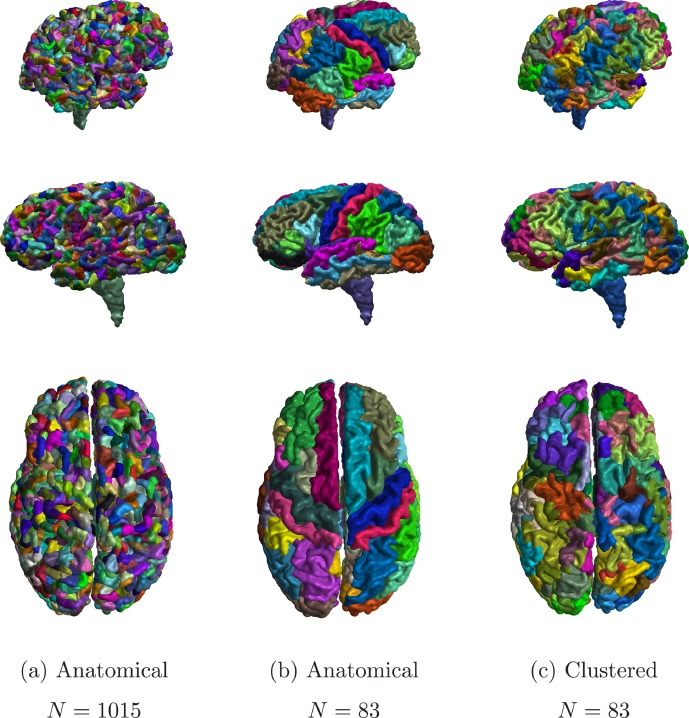 (a) Anatomical (b) Anatomical (c) Clustered
N = 1015 N = 83 N = 83